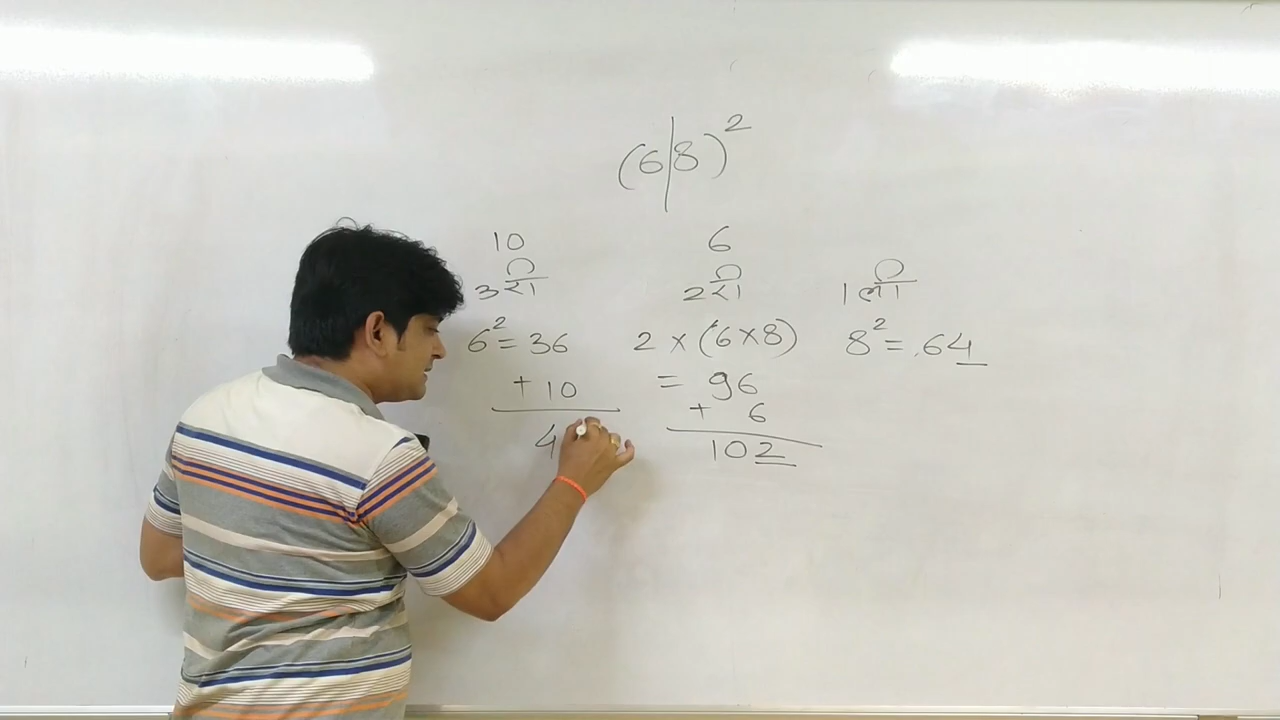 (6|8)²
10 6
3रा 2रा 1ला
6² = 36 2 × (6 × 8) 8² = 64
+ 10 = 96
+ 6
4 102